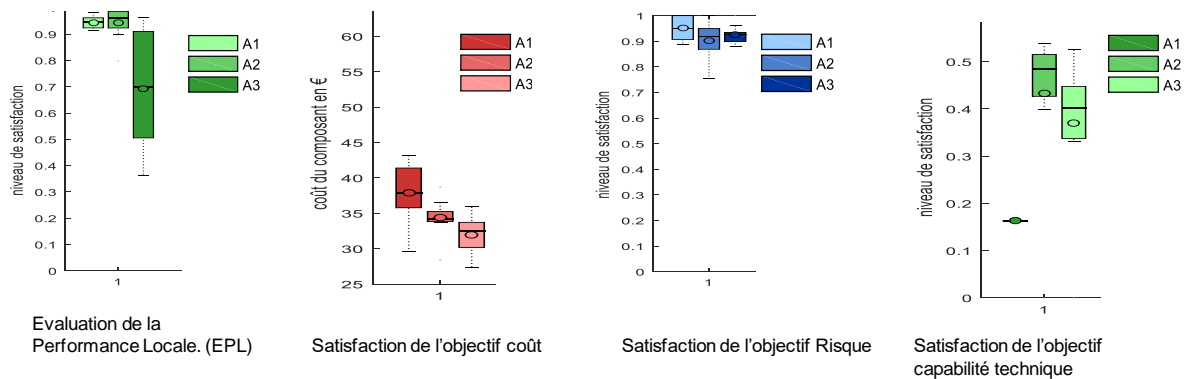 niveau de satisfaction
0.9
0.8
0.7
0.6
0.5
0.4
0.3
0.2
0.1
0
1
A1
A2
A3
Evaluation de la
Performance Locale. (EPL)
coût du composant en €
60
55
50
45
40
35
30
25
1
A1
A2
A3
Satisfaction de l'objectif coût
niveau de satisfaction
1
0.9
0.8
0.7
0.6
0.5
0.4
0.3
0.2
0.1
0
1
A1
A2
A3
Satisfaction de l'objectif Risque
niveau de satisfaction
0.5
0.4
0.3
0.2
0.1
0
1
A1
A2
A3
Satisfaction de l'objectif
capabilité technique